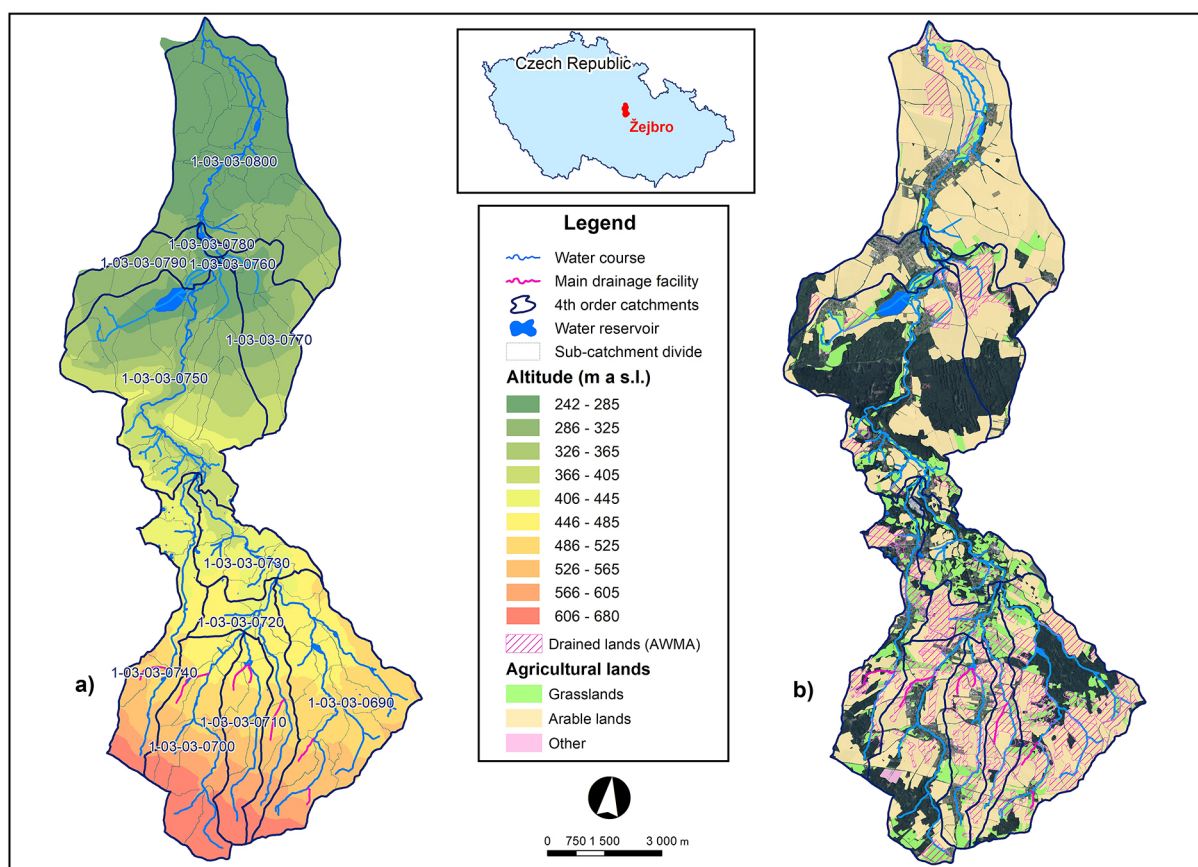 Czech Republic
Žejbro
1-03-03-0800
1-03-03-0780
1-03-03-0790
1-03-03-0760
1-03-03-0770
1-03-03-0750
1-03-03-0730
1-03-03-0720
1-03-03-0740
1-03-03-0690
1-03-03-0710
1-03-03-0700
a)
Legend
Water course
Main drainage facility
4th order catchments
Water reservoir
Sub-catchment divide
Altitude (m a s.l.)
242 - 285
286 - 325
326 - 365
366 - 405
406 - 445
446 - 485
486 - 525
526 - 565
566 - 605
606 - 680
Drained lands (AWMA)
Agricultural lands
Grasslands
Arable lands
Other
0 750 1 500 3 000 m
b)